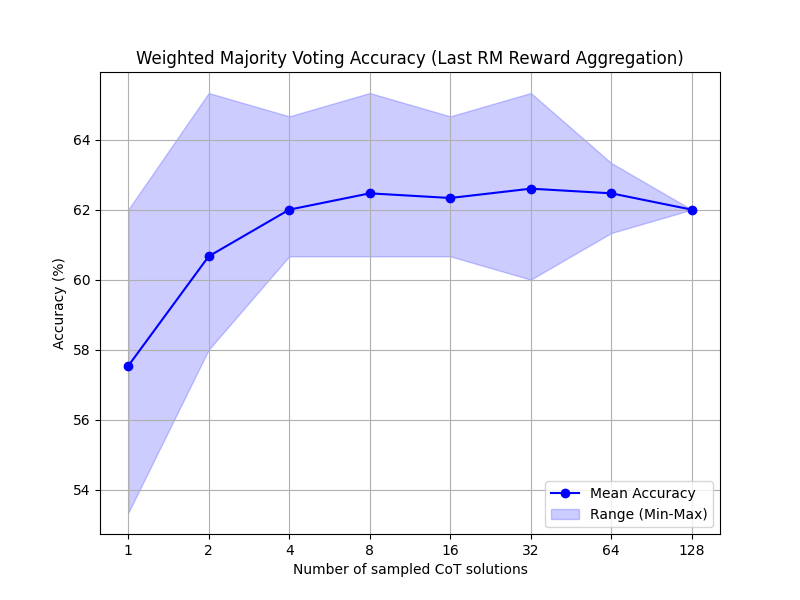 Weighted Majority Voting Accuracy (Last RM Reward Aggregation)
Accuracy (%)
64
62
60
58
56
54
Mean Accuracy
Range (Min-Max)
1 2 4 8 16 32 64 128
Number of sampled CoT solutions